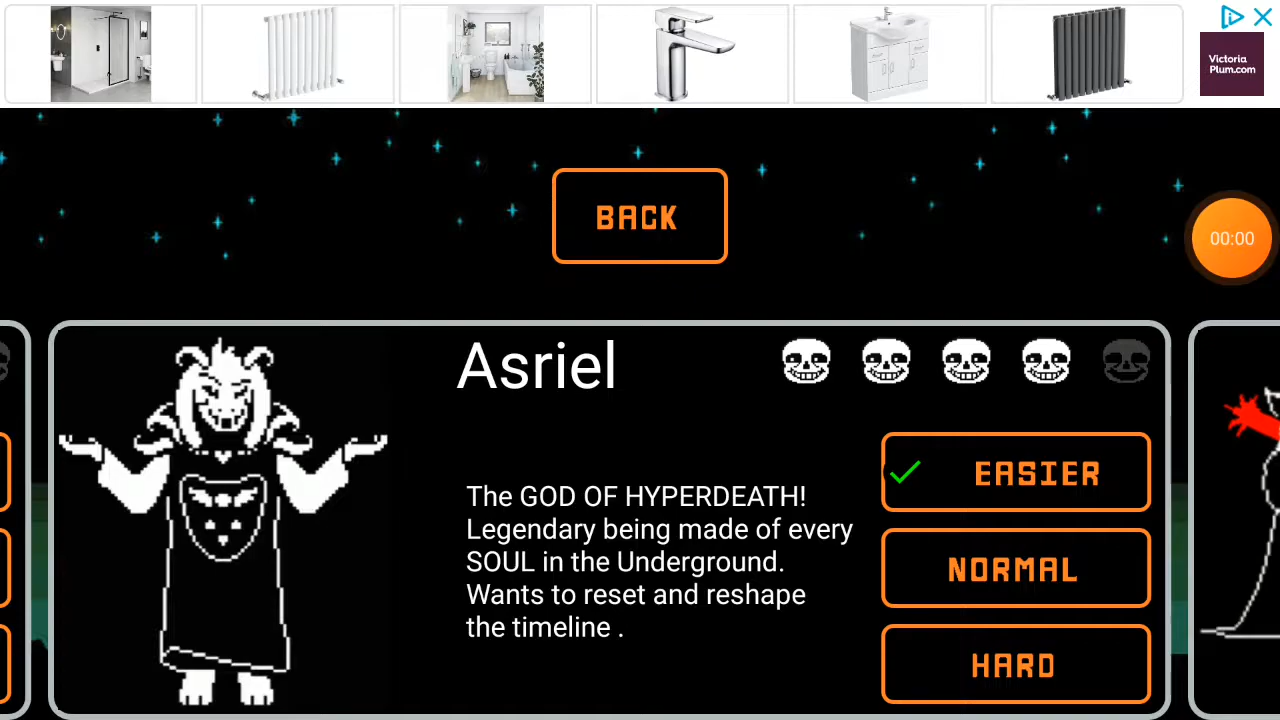 Victoria
Plum.com
BACK
00:00
Asriel
EASIER
The GOD OF HYPERDEATH!
Legendary being made of every
SOUL in the Underground.
Wants to reset and reshape
the timeline .
NORMAL
HARD